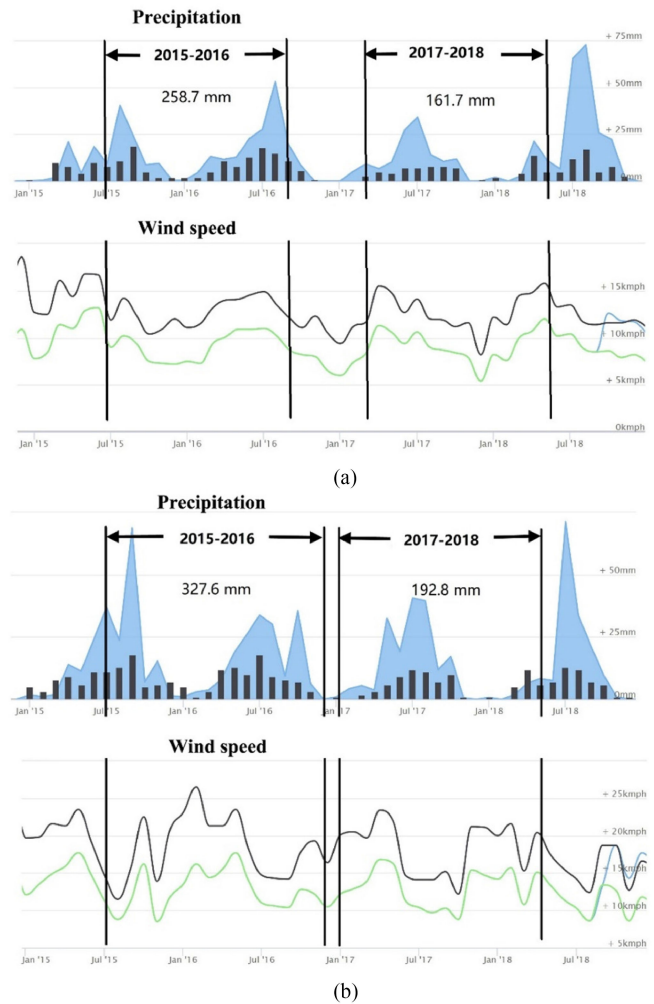 Precipitation
+ 75mm
2015-2016
2017-2018
+ 50mm
258.7 mm
161.7 mm
+ 25mm
0mm
Jan '15
Jul '15
Jan '16
Jul '16
Jan '17
Jul '17
Jan '18
Jul '18
Wind speed
+ 15kmph
+ 10kmph
+ 5kmph
0kmph
Jan '15
Jul '15
Jan '16
Jul '16
Jan '17
Jul '17
Jan '18
Jul '18
(a)
Precipitation
2015-2016
2017-2018
+ 50mm
327.6 mm
192.8 mm
+ 25mm
0mm
Jan '15
Jul '15
Jan '16
Jul '16
Jan '17
Jul '17
Jan '18
Jul '18
Wind speed
+ 25kmph
+ 20kmph
+ 15kmph
+ 10kmph
+ 5kmph
Jan '15
Jul '15
Jan '16
Jul '16
Jan '17
Jul '17
Jan '18
Jul '18
(b)